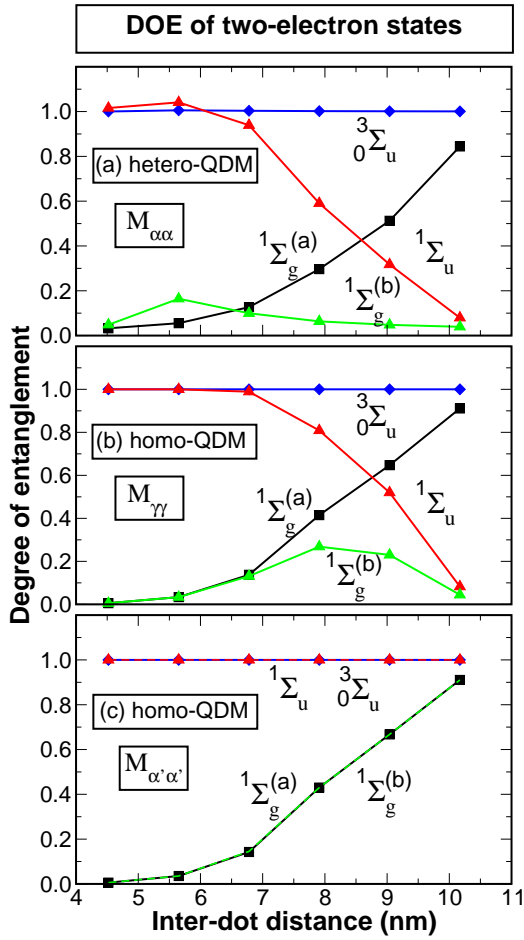 DOE of two-electron states
Degree of entanglement
1.0
0.8
0.6
0.4
0.2
0.0
(a) hetero-QDM
M_αα
³₀Σ_u
¹Σ_g^(a)
¹Σ_u
¹Σ_g^(b)
1.0
0.8
0.6
0.4
0.2
0.0
(b) homo-QDM
M_γγ
³₀Σ_u
¹Σ_g^(a)
¹Σ_u
¹Σ_g^(b)
1.0
0.8
0.6
0.4
0.2
0.0
¹Σ_u ³₀Σ_u
(c) homo-QDM
M_α'α'
¹Σ_g^(a) ¹Σ_g^(b)
4 5 6 7 8 9 10 11
Inter-dot distance (nm)